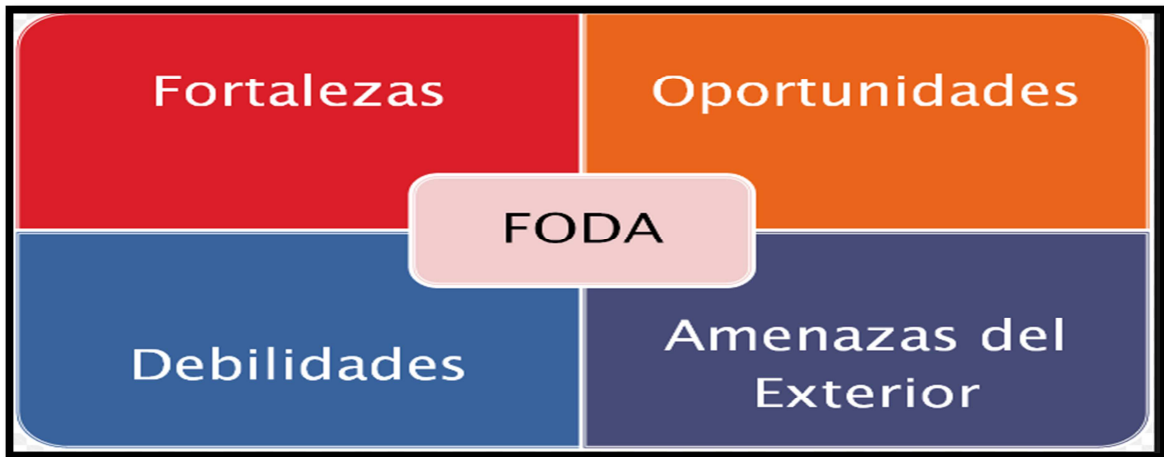 Fortalezas
Oportunidades
FODA
Debilidades
Amenazas del
Exterior